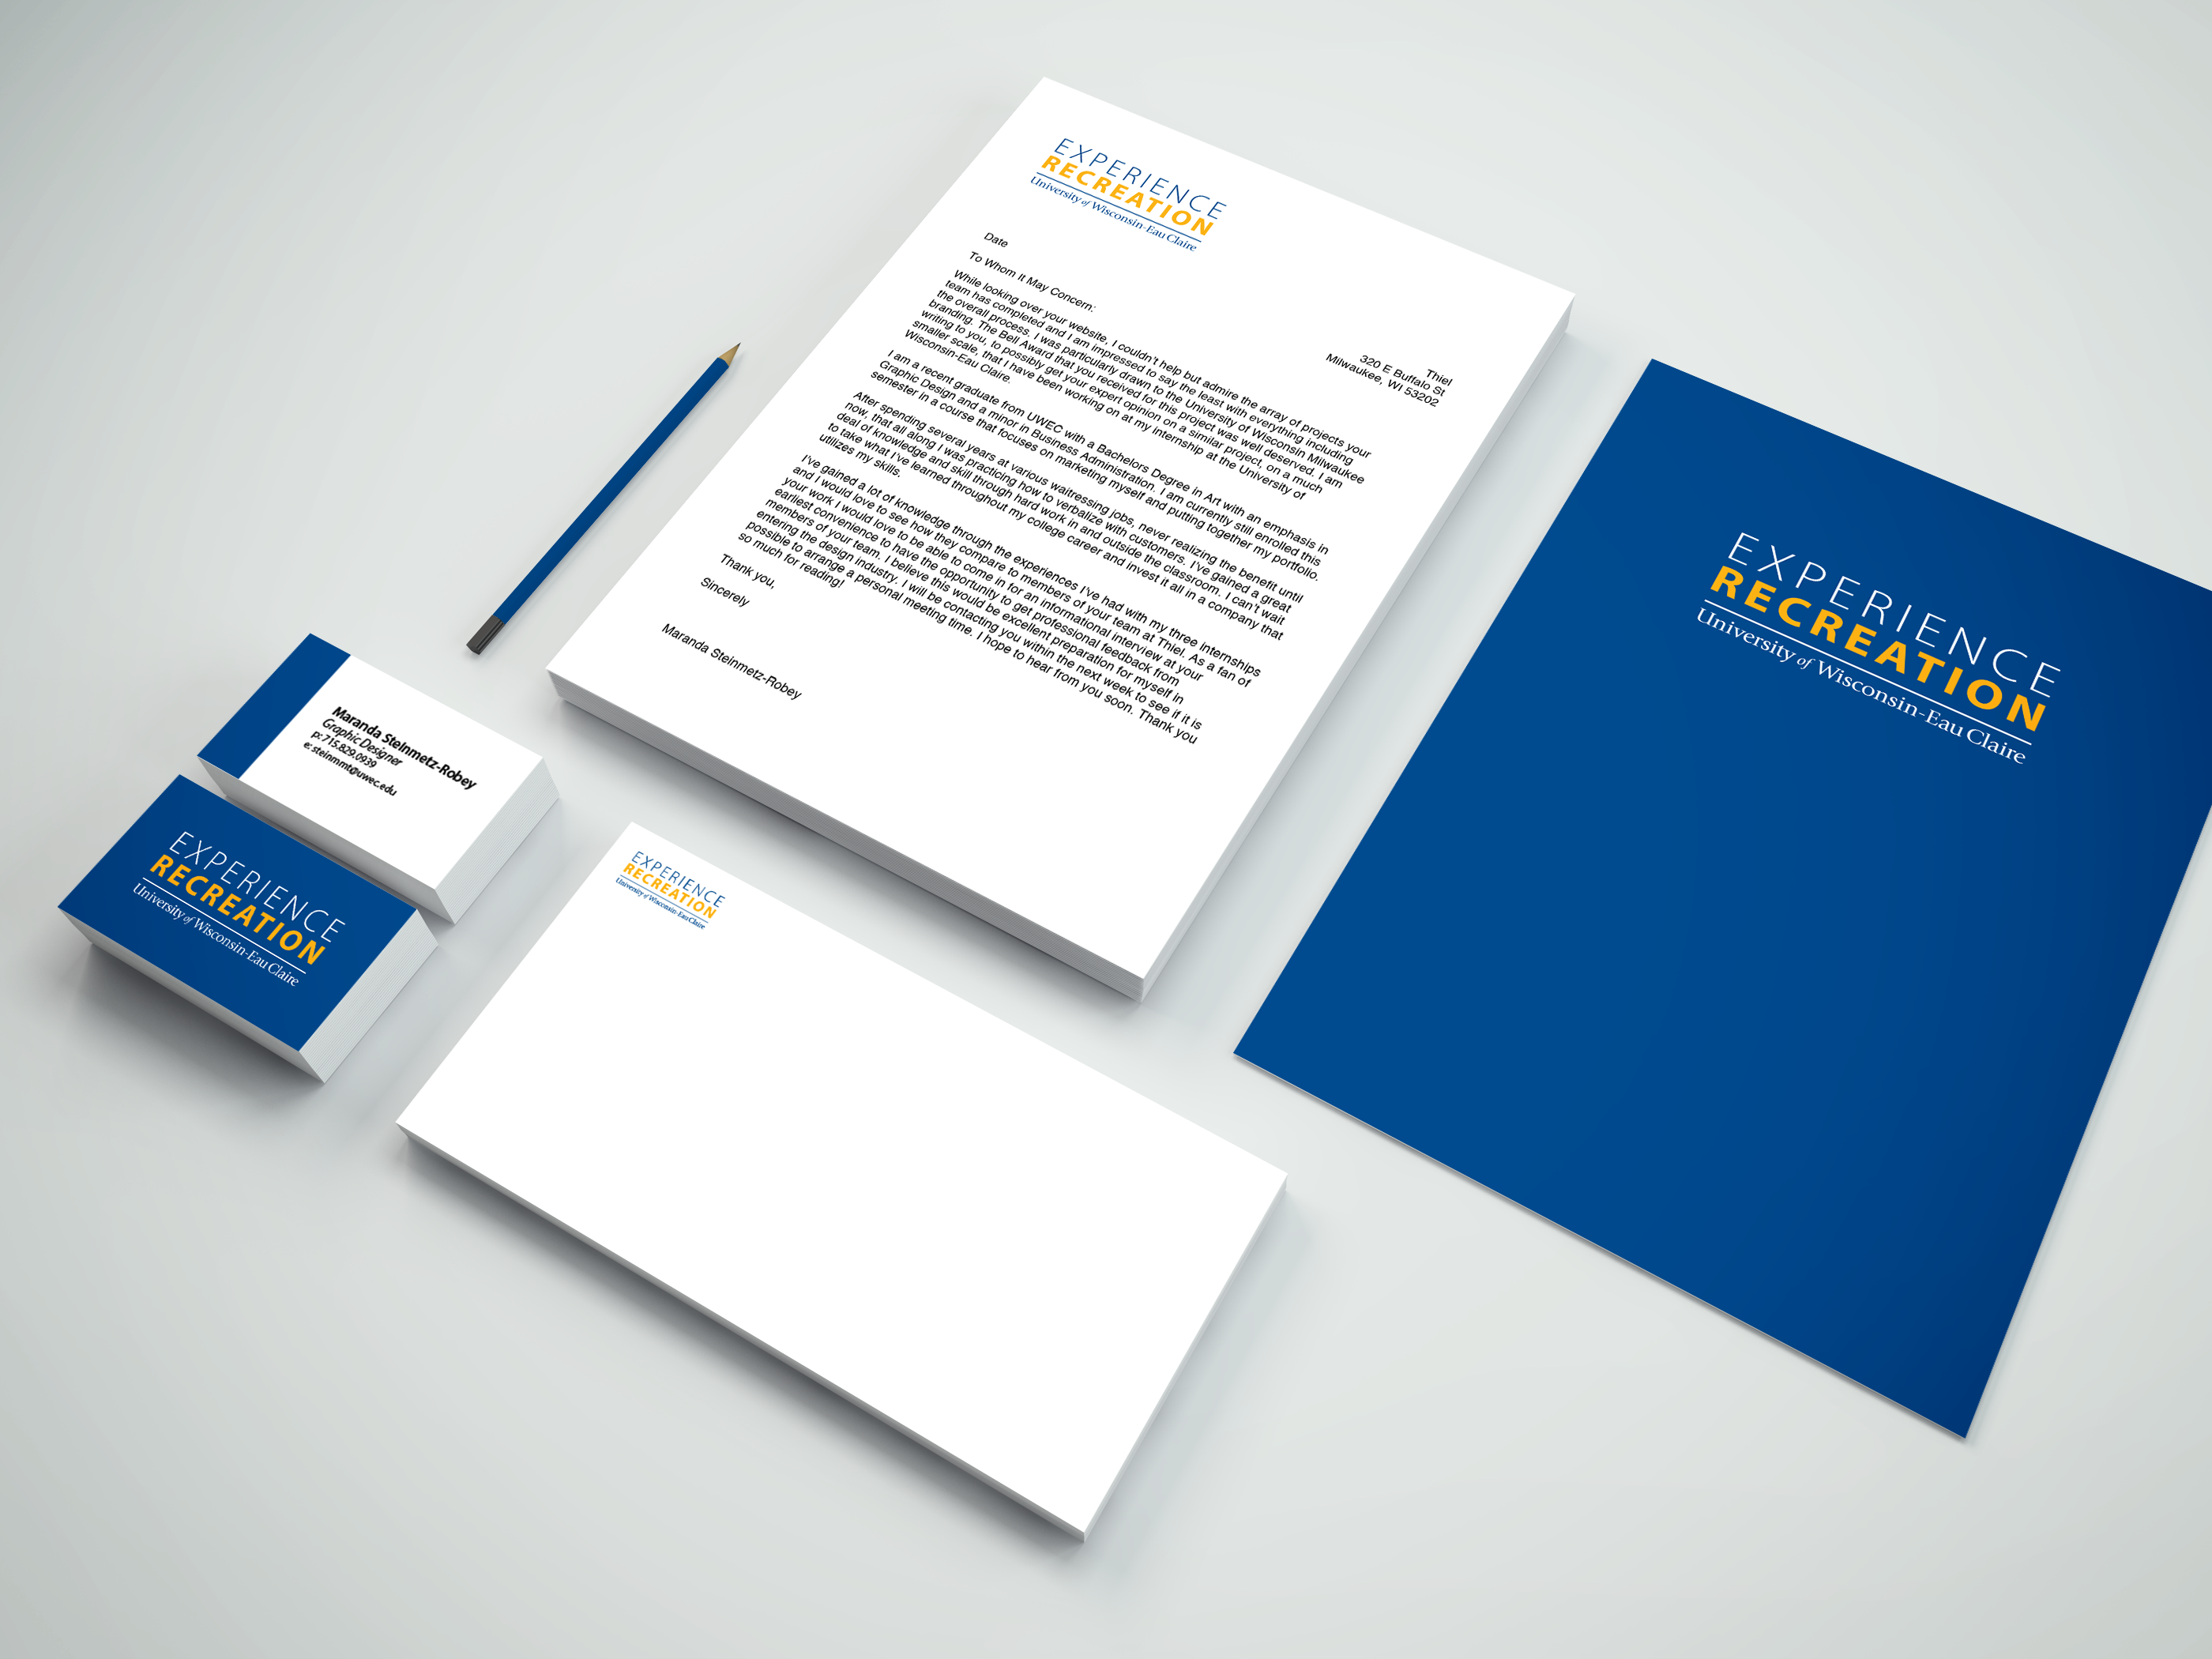 EXPERIENCE
RECREATION
University of Wisconsin-Eau Claire
Date
Thiel
320 E Buffalo St
Milwaukee, WI 53202
To Whom It May Concern:
While looking over your website, I couldn't help but admire the array of projects your
team has completed and I am impressed to say the least with everything including
the overall process. I was particularly drawn to the University of Wisconsin Milwaukee
branding. The Bell Award that you received for this project was well deserved. I am
writing to you, to possibly get your expert opinion on a similar project, on a much
smaller scale, that I have been working on at my internship at the University of
Wisconsin-Eau Claire.
I am a recent graduate from UWEC with a Bachelors Degree in Art with an emphasis in
Graphic Design and a minor in Business Administration. I am currently still enrolled this
semester in a course that focuses on marketing myself and putting together my portfolio.
After spending several years at various waitressing jobs, never realizing the benefit until
now, that all along I was practicing how to verbalize with customers. I've gained a great
deal of knowledge and skill through hard work in and outside the classroom. I can't wait
to take what I've learned throughout my college career and invest it all in a company that
utilizes my skills.
I've gained a lot of knowledge through the experiences I've had with my three internships
and I would love to see how they compare to members of your team at Thiel. As a fan of
your work I would love to be able to come in for an informational interview at your
earliest convenience to have the opportunity to get professional feedback from
members of your team. I believe this would be excellent preparation for myself in
entering the design industry. I will be contacting you within the next week to see if it is
possible to arrange a personal meeting time. I hope to hear from you soon. Thank you
so much for reading!
Thank you,
Sincerely
Maranda Steinmetz-Robey
EXPERIENCE
RECREATION
University of Wisconsin-Eau Claire
Maranda Steinmetz-Robey
Graphic Designer
p: 715.829.0939
e: steinmmt@uwec.edu
EXPERIENCE
RECREATION
University of Wisconsin-Eau Claire
EXPERIENCE
RECREATION
University of Wisconsin-Eau Claire